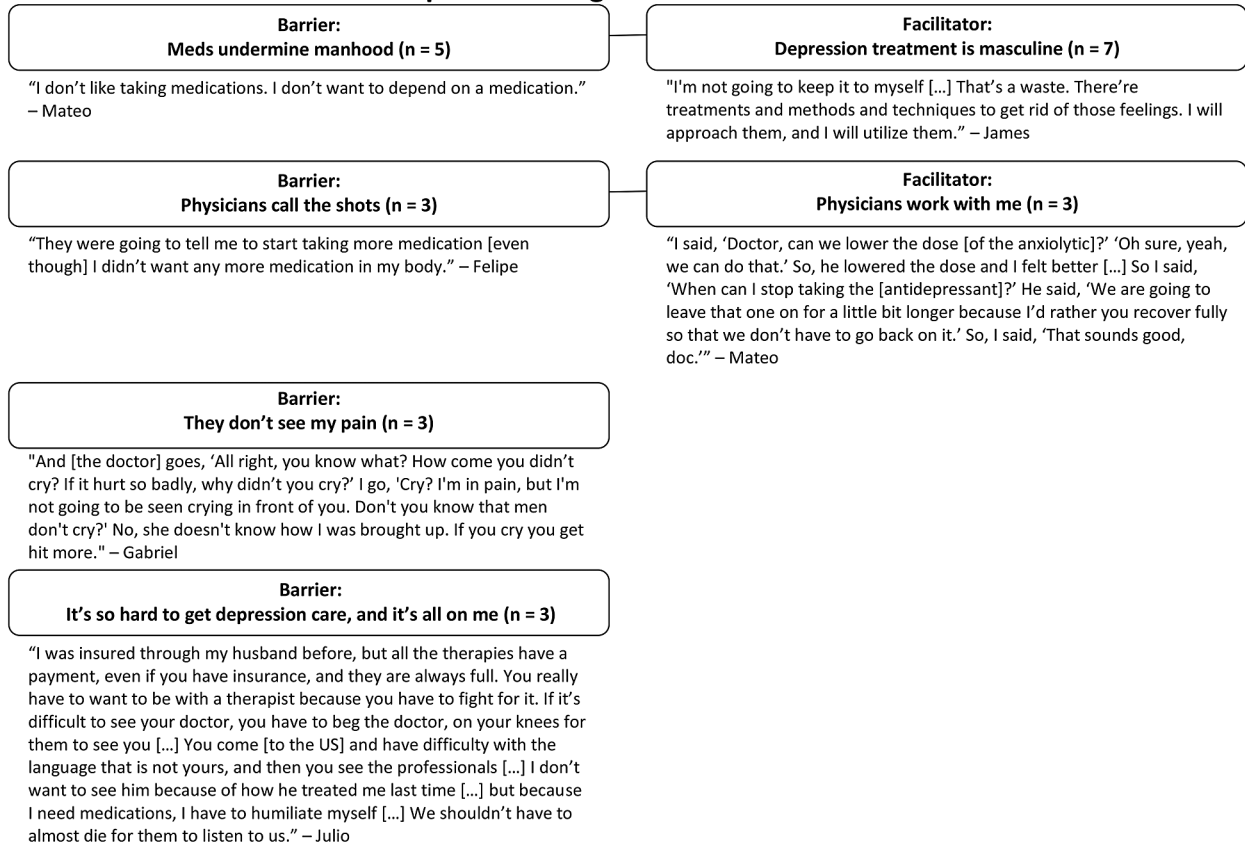 Barrier:
Meds undermine manhood (n = 5)
“I don’t like taking medications. I don’t want to depend on a medication.”
– Mateo
Facilitator:
Depression treatment is masculine (n = 7)
"I'm not going to keep it to myself […] That’s a waste. There’re
treatments and methods and techniques to get rid of those feelings. I will
approach them, and I will utilize them.” – James
Barrier:
Physicians call the shots (n = 3)
“They were going to tell me to start taking more medication [even
though] I didn’t want any more medication in my body.” – Felipe
Facilitator:
Physicians work with me (n = 3)
“I said, ‘Doctor, can we lower the dose [of the anxiolytic]?’ ‘Oh sure, yeah,
we can do that.’ So, he lowered the dose and I felt better […] So I said,
‘When can I stop taking the [antidepressant]?’ He said, ‘We are going to
leave that one on for a little bit longer because I’d rather you recover fully
so that we don’t have to go back on it.’ So, I said, ‘That sounds good,
doc.’” – Mateo
Barrier:
They don’t see my pain (n = 3)
"And [the doctor] goes, ‘All right, you know what? How come you didn’t
cry? If it hurt so badly, why didn’t you cry?’ I go, 'Cry? I'm in pain, but I'm
not going to be seen crying in front of you. Don't you know that men
don't cry?' No, she doesn't know how I was brought up. If you cry you get
hit more." – Gabriel
Barrier:
It’s so hard to get depression care, and it’s all on me (n = 3)
“I was insured through my husband before, but all the therapies have a
payment, even if you have insurance, and they are always full. You really
have to want to be with a therapist because you have to fight for it. If it’s
difficult to see your doctor, you have to beg the doctor, on your knees for
them to see you […] You come [to the US] and have difficulty with the
language that is not yours, and then you see the professionals […] I don’t
want to see him because of how he treated me last time […] but because
I need medications, I have to humiliate myself […] We shouldn’t have to
almost die for them to listen to us.” – Julio